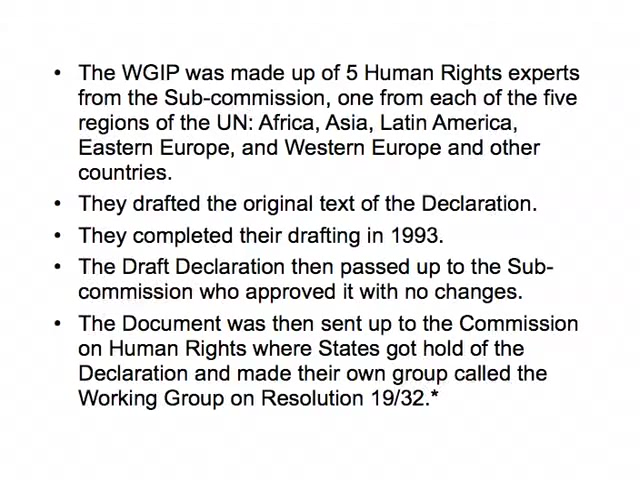 • The WGIP was made up of 5 Human Rights experts
from the Sub-commission, one from each of the five
regions of the UN: Africa, Asia, Latin America,
Eastern Europe, and Western Europe and other
countries.
• They drafted the original text of the Declaration.
• They completed their drafting in 1993.
• The Draft Declaration then passed up to the Sub-
commission who approved it with no changes.
• The Document was then sent up to the Commission
on Human Rights where States got hold of the
Declaration and made their own group called the
Working Group on Resolution 19/32.*